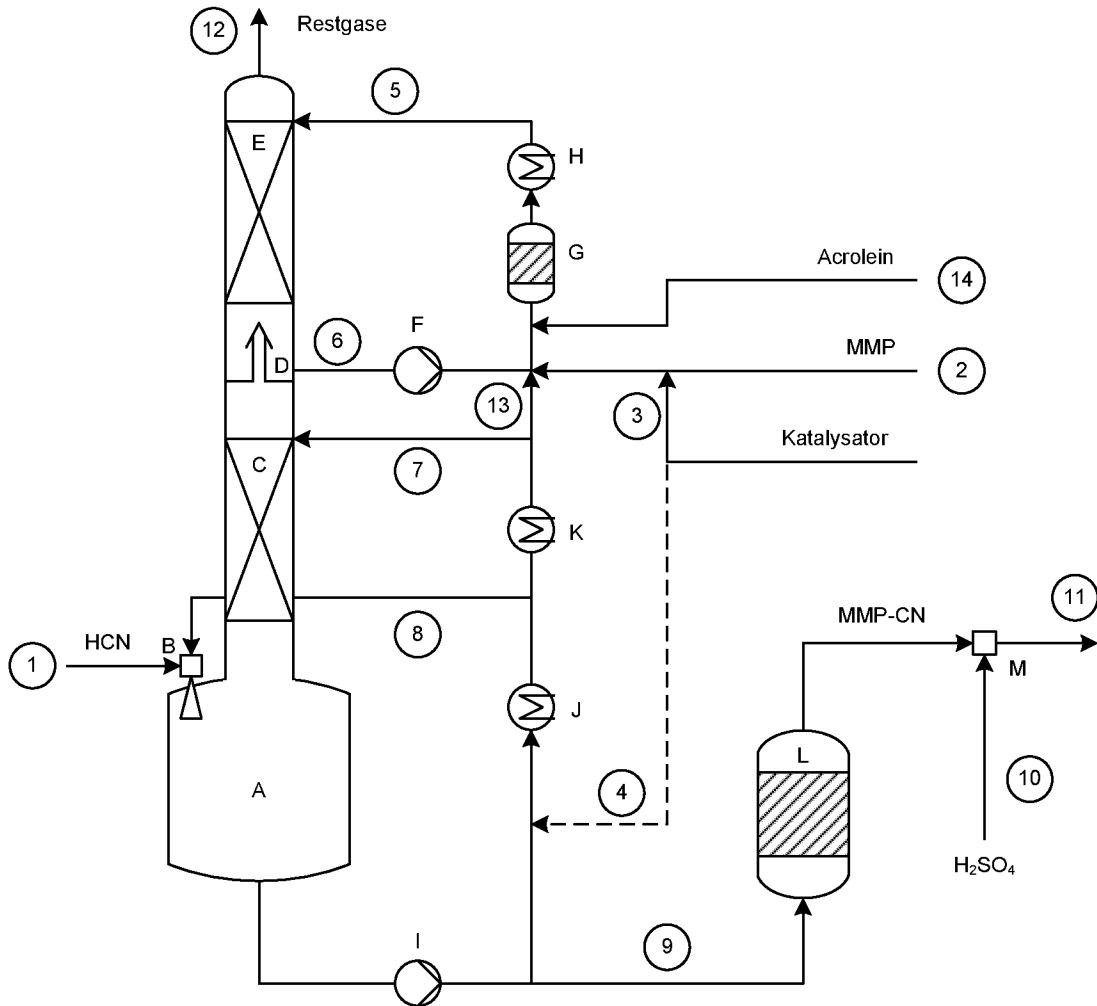 12
Restgase
5
E
H
G
Acrolein
14
F
6
D
MMP
2
13
3
Katalysator
C
7
K
8
MMP-CN
11
HCN
B
1
M
J
L
A
4
10
H₂SO₄
I
9